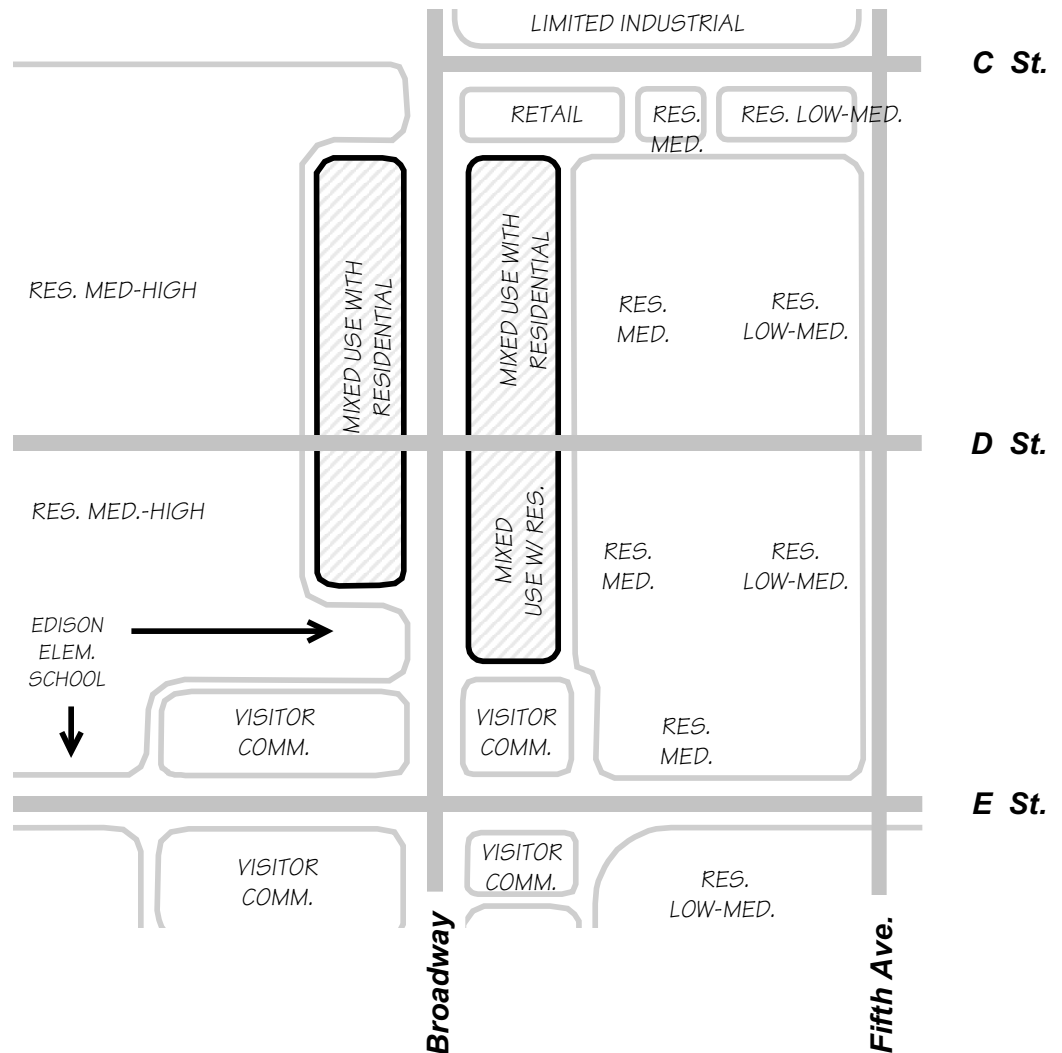 LIMITED INDUSTRIAL
C St.
RETAIL
RES.
MED.
RES. LOW-MED.
RES. MED-HIGH
MIXED USE WITH
RESIDENTIAL
MIXED USE WITH
RESIDENTIAL
RES.
MED.
RES.
LOW-MED.
D St.
RES. MED.-HIGH
MIXED
USE W/ RES.
RES.
MED.
RES.
LOW-MED.
EDISON
ELEM.
SCHOOL
VISITOR
COMM.
VISITOR
COMM.
RES.
MED.
E St.
VISITOR
COMM.
VISITOR
COMM.
RES.
LOW-MED.
Broadway
Fifth Ave.